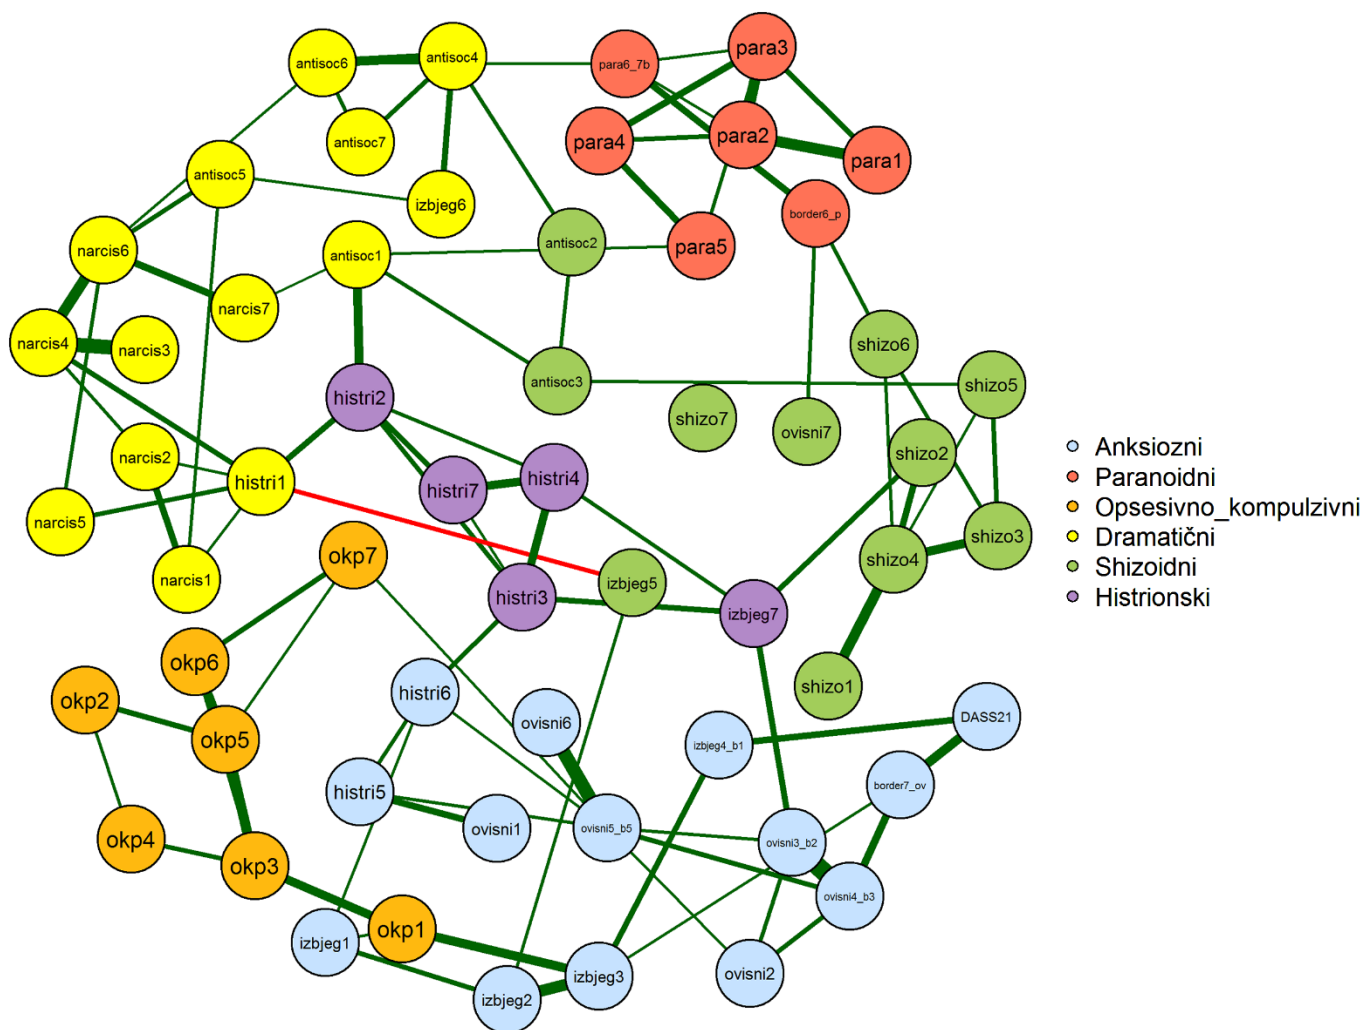 antisoc6
antisoc4
para6_7b
para3
antisoc7
para4
para2
para1
antisoc5
izbjeg6
border6_p
narcis6
antisoc1
antisoc2
para5
narcis7
narcis4
narcis3
shizo6
antisoc3
shizo5
histri2
shizo7
ovisni7
shizo2
narcis2
histri1
histri7
histri4
narcis5
shizo3
okp7
shizo4
narcis1
histri3
izbjeg5
izbjeg7
okp6
shizo1
okp2
histri6
ovisni6
DASS21
okp5
izbjeg4_b1
histri5
border7_ov
okp4
ovisni1
ovisni5_b5
ovisni3_b2
okp3
ovisni4_b3
okp1
izbjeg1
izbjeg3
ovisni2
izbjeg2
Anksiozni
Paranoidni
Opsesivno_kompulzivni
Dramatični
Shizoidni
Histrionski